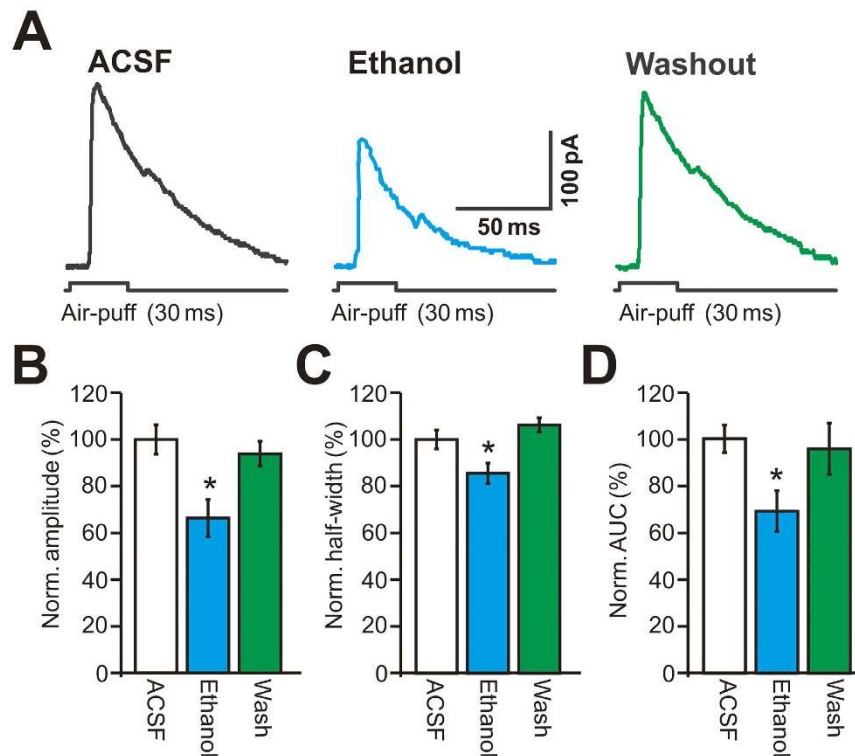 A
ACSF
Ethanol
Washout
100 pA
50 ms
Air-puff (30 ms)
Air-puff (30 ms)
Air-puff (30 ms)
B
Norm. amplitude (%)
120
100
80
60
40
20
0
*
ACSF
Ethanol
Wash
C
Norm. half-width (%)
120
100
80
60
40
20
0
*
ACSF
Ethanol
Wash
D
Norm. AUC (%)
120
100
80
60
40
20
0
*
ACSF
Ethanol
Wash